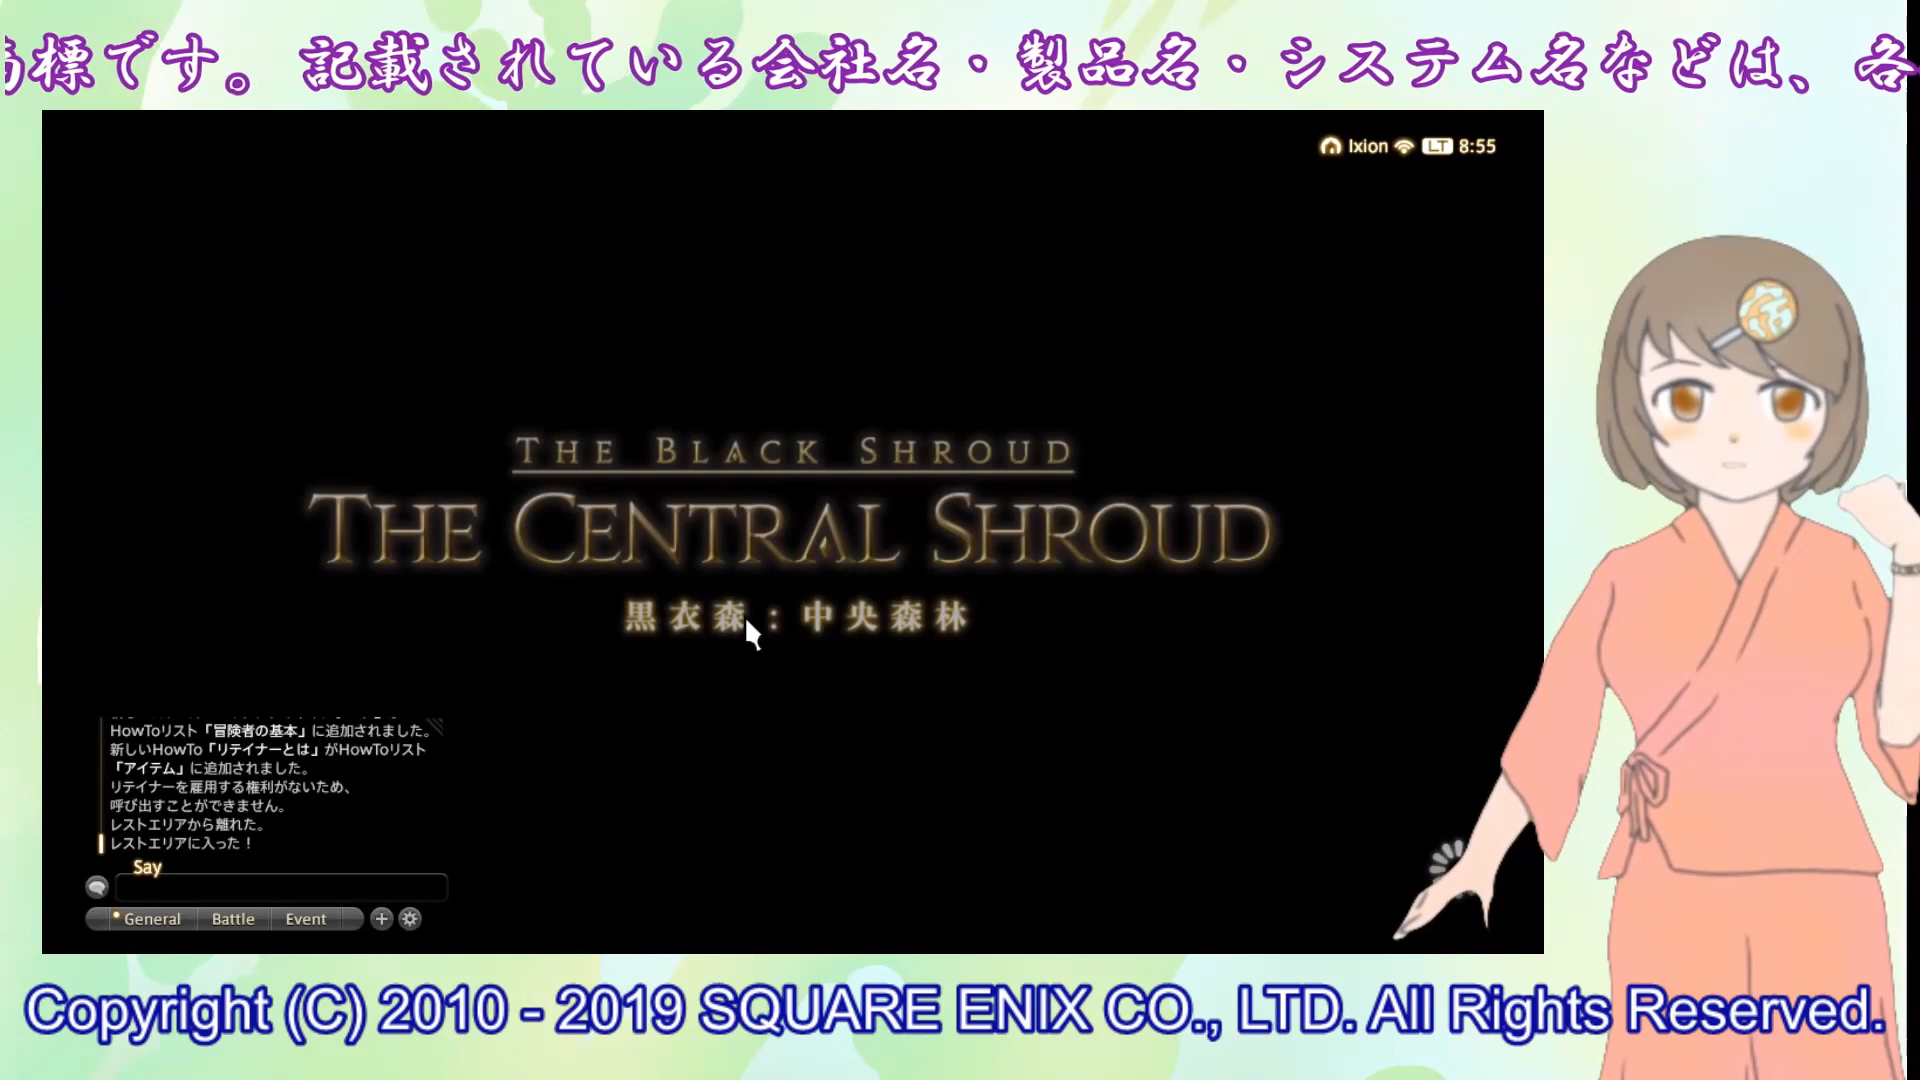 標です。 記載されている会社名・製品名・システム名などは、各
Ixion LT 8:55
THE BLACK SHROUD
THE CENTRAL SHROUD
黒衣森：中央森林
HowToリスト「冒険者の基本」に追加されました。
新しいHowTo「リテイナーとは」がHowToリスト
「アイテム」に追加されました。
リテイナーを雇用する権利がないため、
呼び出すことができません。
レストエリアから離れた。
レストエリアに入った！
Say
General Battle Event
Copyright (C) 2010 - 2019 SQUARE ENIX CO., LTD. All Rights Reserved.